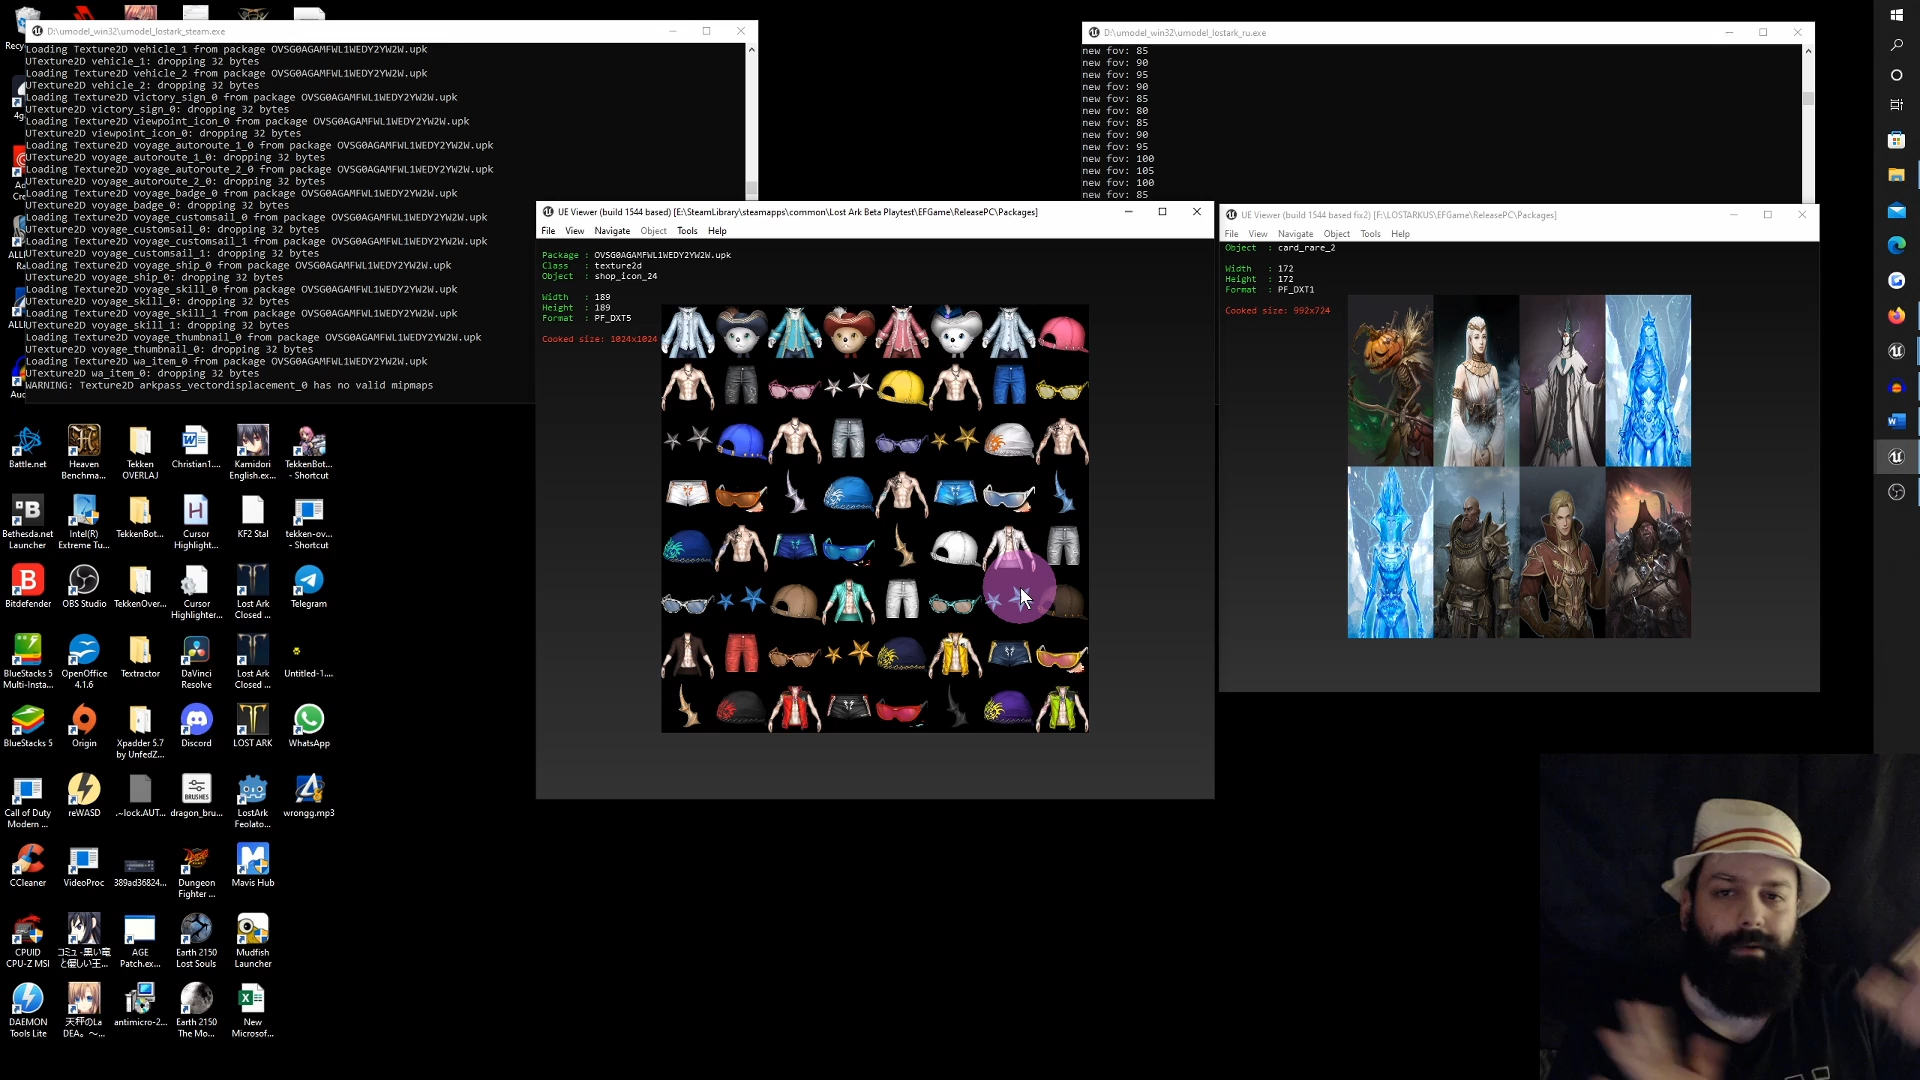 D:\umodel_win32\umodel_lostark_steam.exe
Loading Texture2D vehicle_1 from package OVSG0AGAMFWL1WEDY2YW2W.upk
UTexture2D vehicle_1: dropping 32 bytes
Loading Texture2D vehicle_2 from package OVSG0AGAMFWL1WEDY2YW2W.upk
UTexture2D vehicle_2: dropping 32 bytes
Loading Texture2D victory_sign_0 from package OVSG0AGAMFWL1WEDY2YW2W.upk
UTexture2D victory_sign_0: dropping 32 bytes
Loading Texture2D viewpoint_icon_0 from package OVSG0AGAMFWL1WEDY2YW2W.upk
UTexture2D viewpoint_icon_0: dropping 32 bytes
Loading Texture2D voyage_autoroute_1_0 from package OVSG0AGAMFWL1WEDY2YW2W.upk
UTexture2D voyage_autoroute_1_0: dropping 32 bytes
Loading Texture2D voyage_autoroute_2_0 from package OVSG0AGAMFWL1WEDY2YW2W.upk
UTexture2D voyage_autoroute_2_0: dropping 32 bytes
Loading Texture2D voyage_badge_0 from package OVSG0AGAMFWL1WEDY2YW2W.upk
UTexture2D voyage_badge_0: dropping 32 bytes
Loading Texture2D voyage_customsail_0 from package OVSG0AGAMFWL1WEDY2YW2W.upk
UTexture2D voyage_customsail_0: dropping 32 bytes
Loading Texture2D voyage_customsail_1 from package OVSG0AGAMFWL1WEDY2YW2W.upk
UTexture2D voyage_customsail_1: dropping 32 bytes
Loading Texture2D voyage_ship_0 from package OVSG0AGAMFWL1WEDY2YW2W.upk
UTexture2D voyage_ship_0: dropping 32 bytes
Loading Texture2D voyage_skill_0 from package OVSG0AGAMFWL1WEDY2YW2W.upk
UTexture2D voyage_skill_0: dropping 32 bytes
Loading Texture2D voyage_skill_1 from package OVSG0AGAMFWL1WEDY2YW2W.upk
UTexture2D voyage_skill_1: dropping 32 bytes
Loading Texture2D voyage_thumbnail_0 from package OVSG0AGAMFWL1WEDY2YW2W.upk
UTexture2D voyage_thumbnail_0: dropping 32 bytes
Loading Texture2D wa_item_0 from package OVSG0AGAMFWL1WEDY2YW2W.upk
UTexture2D wa_item_0: dropping 32 bytes
WARNING: Texture2D arkpass_vectordisplacement_0 has no valid mipmaps
D:\umodel_win32\umodel_lostark_ru.exe
new fov: 85
new fov: 90
new fov: 95
new fov: 90
new fov: 85
new fov: 80
new fov: 85
new fov: 90
new fov: 95
new fov: 100
new fov: 105
new fov: 100
new fov: 85
UE Viewer (build 1544 based) [E:\SteamLibrary\steamapps\common\Lost Ark Beta Playtest\EFGame\ReleasePC\Packages]
File View Navigate Object Tools Help
Package : OVSG0AGAMFWL1WEDY2YW2W.upk
Class : texture2d
Object : shop_icon_24
Width : 189
Height : 189
Format : PF_DXT5
Cooked size: 1024x1024
UE Viewer (build 1544 based fix2) [F:\LOSTARKUS\EFGame\ReleasePC\Packages]
File View Navigate Object Tools Help
Object : card_rare_2
Width : 172
Height : 172
Format : PF_DXT1
Cooked size: 992x724
Battle.net
Heaven
Benchma...
Tekken
OVERLAJ
Christian1....
Kamidori
English.ex...
TekkenBot...
- Shortcut
Bethesda.net
Launcher
Intel(R)
Extreme Tu...
TekkenBot...
Cursor
Highlight...
KF2 Stal
tekken-ov...
- Shortcut
Bitdefender
OBS Studio
TekkenOver...
Cursor
Highlighter...
Lost Ark
Closed ...
Telegram
BlueStacks 5
Multi-Insta...
OpenOffice
4.1.6
Textractor
DaVinci
Resolve
Lost Ark
Closed ...
Untitled-1....
BlueStacks 5
Origin
Xpadder 5.7
by UnfedZ...
Discord
LOST ARK
WhatsApp
Call of Duty
Modern ...
reWASD
.~lock.AUT...
BRUSHES
dragon_bru...
LostArk
Feolato...
wrongg.mp3
CCleaner
VideoProc
389ad36824...
Dungeon
Fighter ...
Mavis Hub
CPUID
CPU-Z MSI
コミュ -黒い竜
と優しい王...
AGE
Patch.ex...
Earth 2150
Lost Souls
Mudfish
Launcher
DAEMON
Tools Lite
天秤のLa
DEA。～...
antimicro-2...
Earth 2150
The Mo...
New
Microsof...